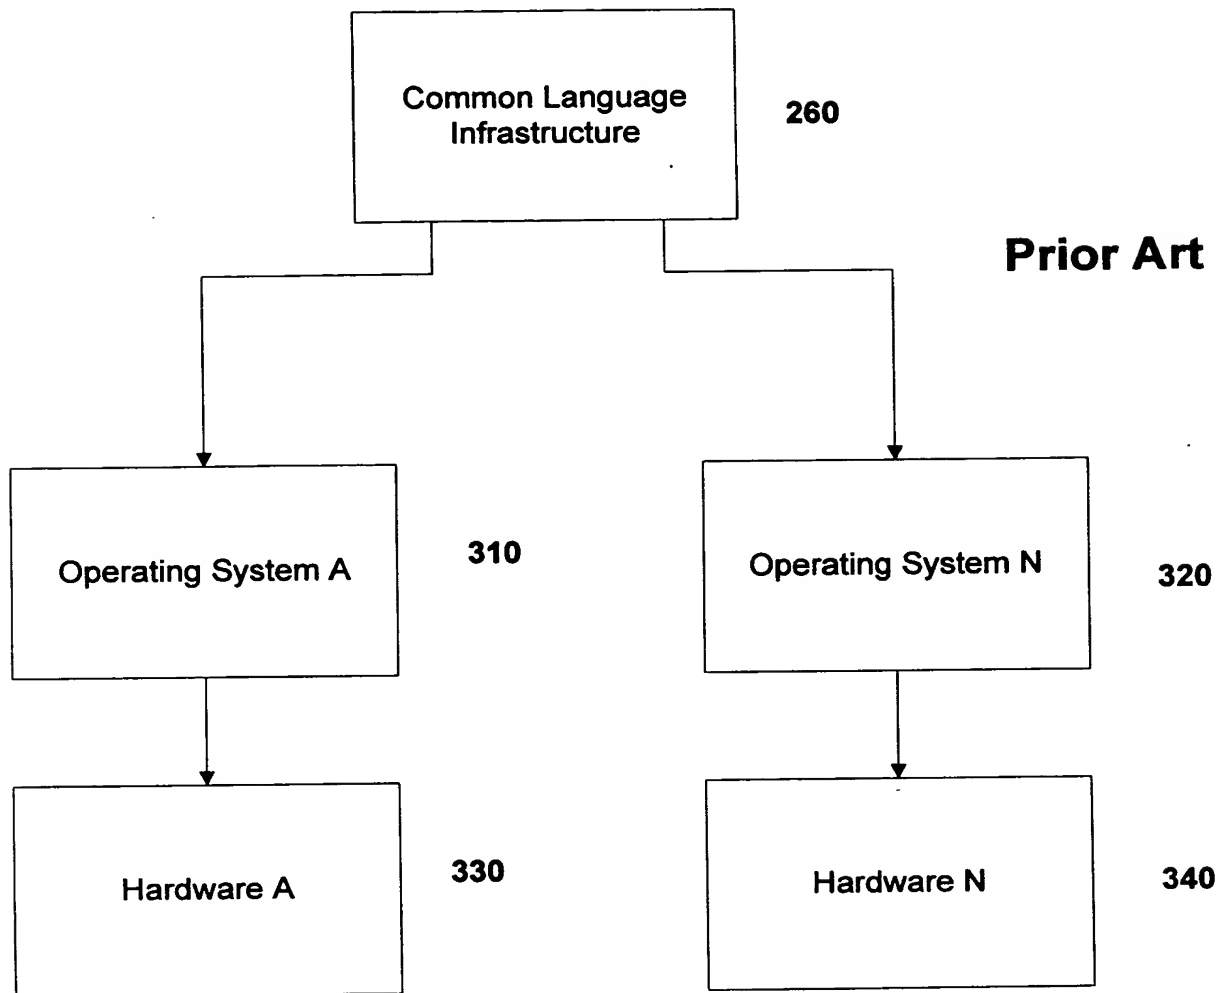 Common Language
Infrastructure
260
Prior Art
Operating System A
310
Operating System N
320
Hardware A
330
Hardware N
340